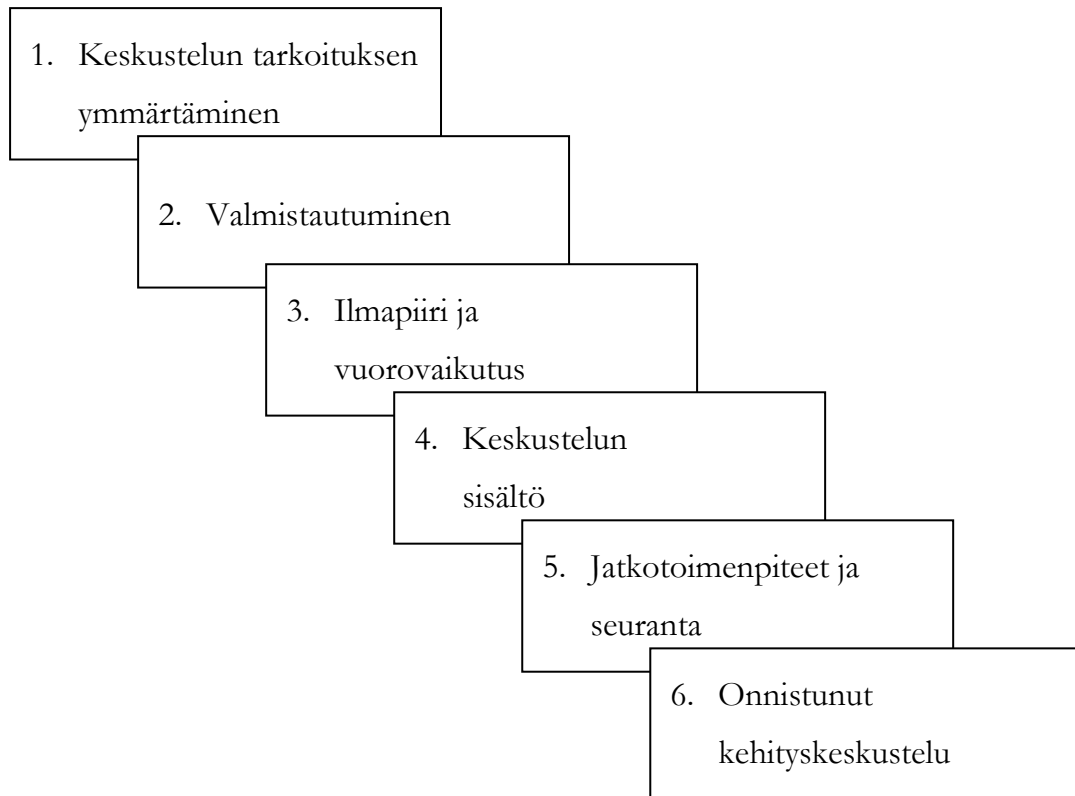 1. Keskustelun tarkoituksen
ymmärtäminen
2. Valmistautuminen
3. Ilmapiiri ja
vuorovaikutus
4. Keskustelun
sisältö
5. Jatkotoimenpiteet ja
seuranta
6. Onnistunut
kehityskeskustelu